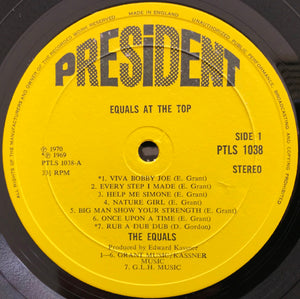 MADE IN ENGLAND
ALL RIGHTS OF THE MANUFACTURERS AND OWNER OF THE RECORDED WORK RESERVED
UNAUTHORISED PUBLIC PERFORMANCE, BROADCASTING AND COPYING OF THIS RECORD PROHIBITED
PRESiDENT
EQUALS AT THE TOP
℗ 1970
℗ 1969
PTLS 1038-A
33⅓ RPM
SIDE 1
PTLS 1038
STEREO
*1. VIVA BOBBY JOE (E. Grant)
2. EVERY STEP I MADE (E. Grant)
3. HELP ME SIMONE (E. Grant)
4. NATURE GIRL (E. Grant)
5. BIG MAN SHOW YOUR STRENGTH (E. Grant)
6. ONCE UPON A TIME (E. Grant)
*7. RUB A DUB DUB (D. Gordon)
THE EQUALS
Produced by Edward Kassner
1—6. GRANT MUSIC/KASSNER
MUSIC
7. G.L.H. MUSIC